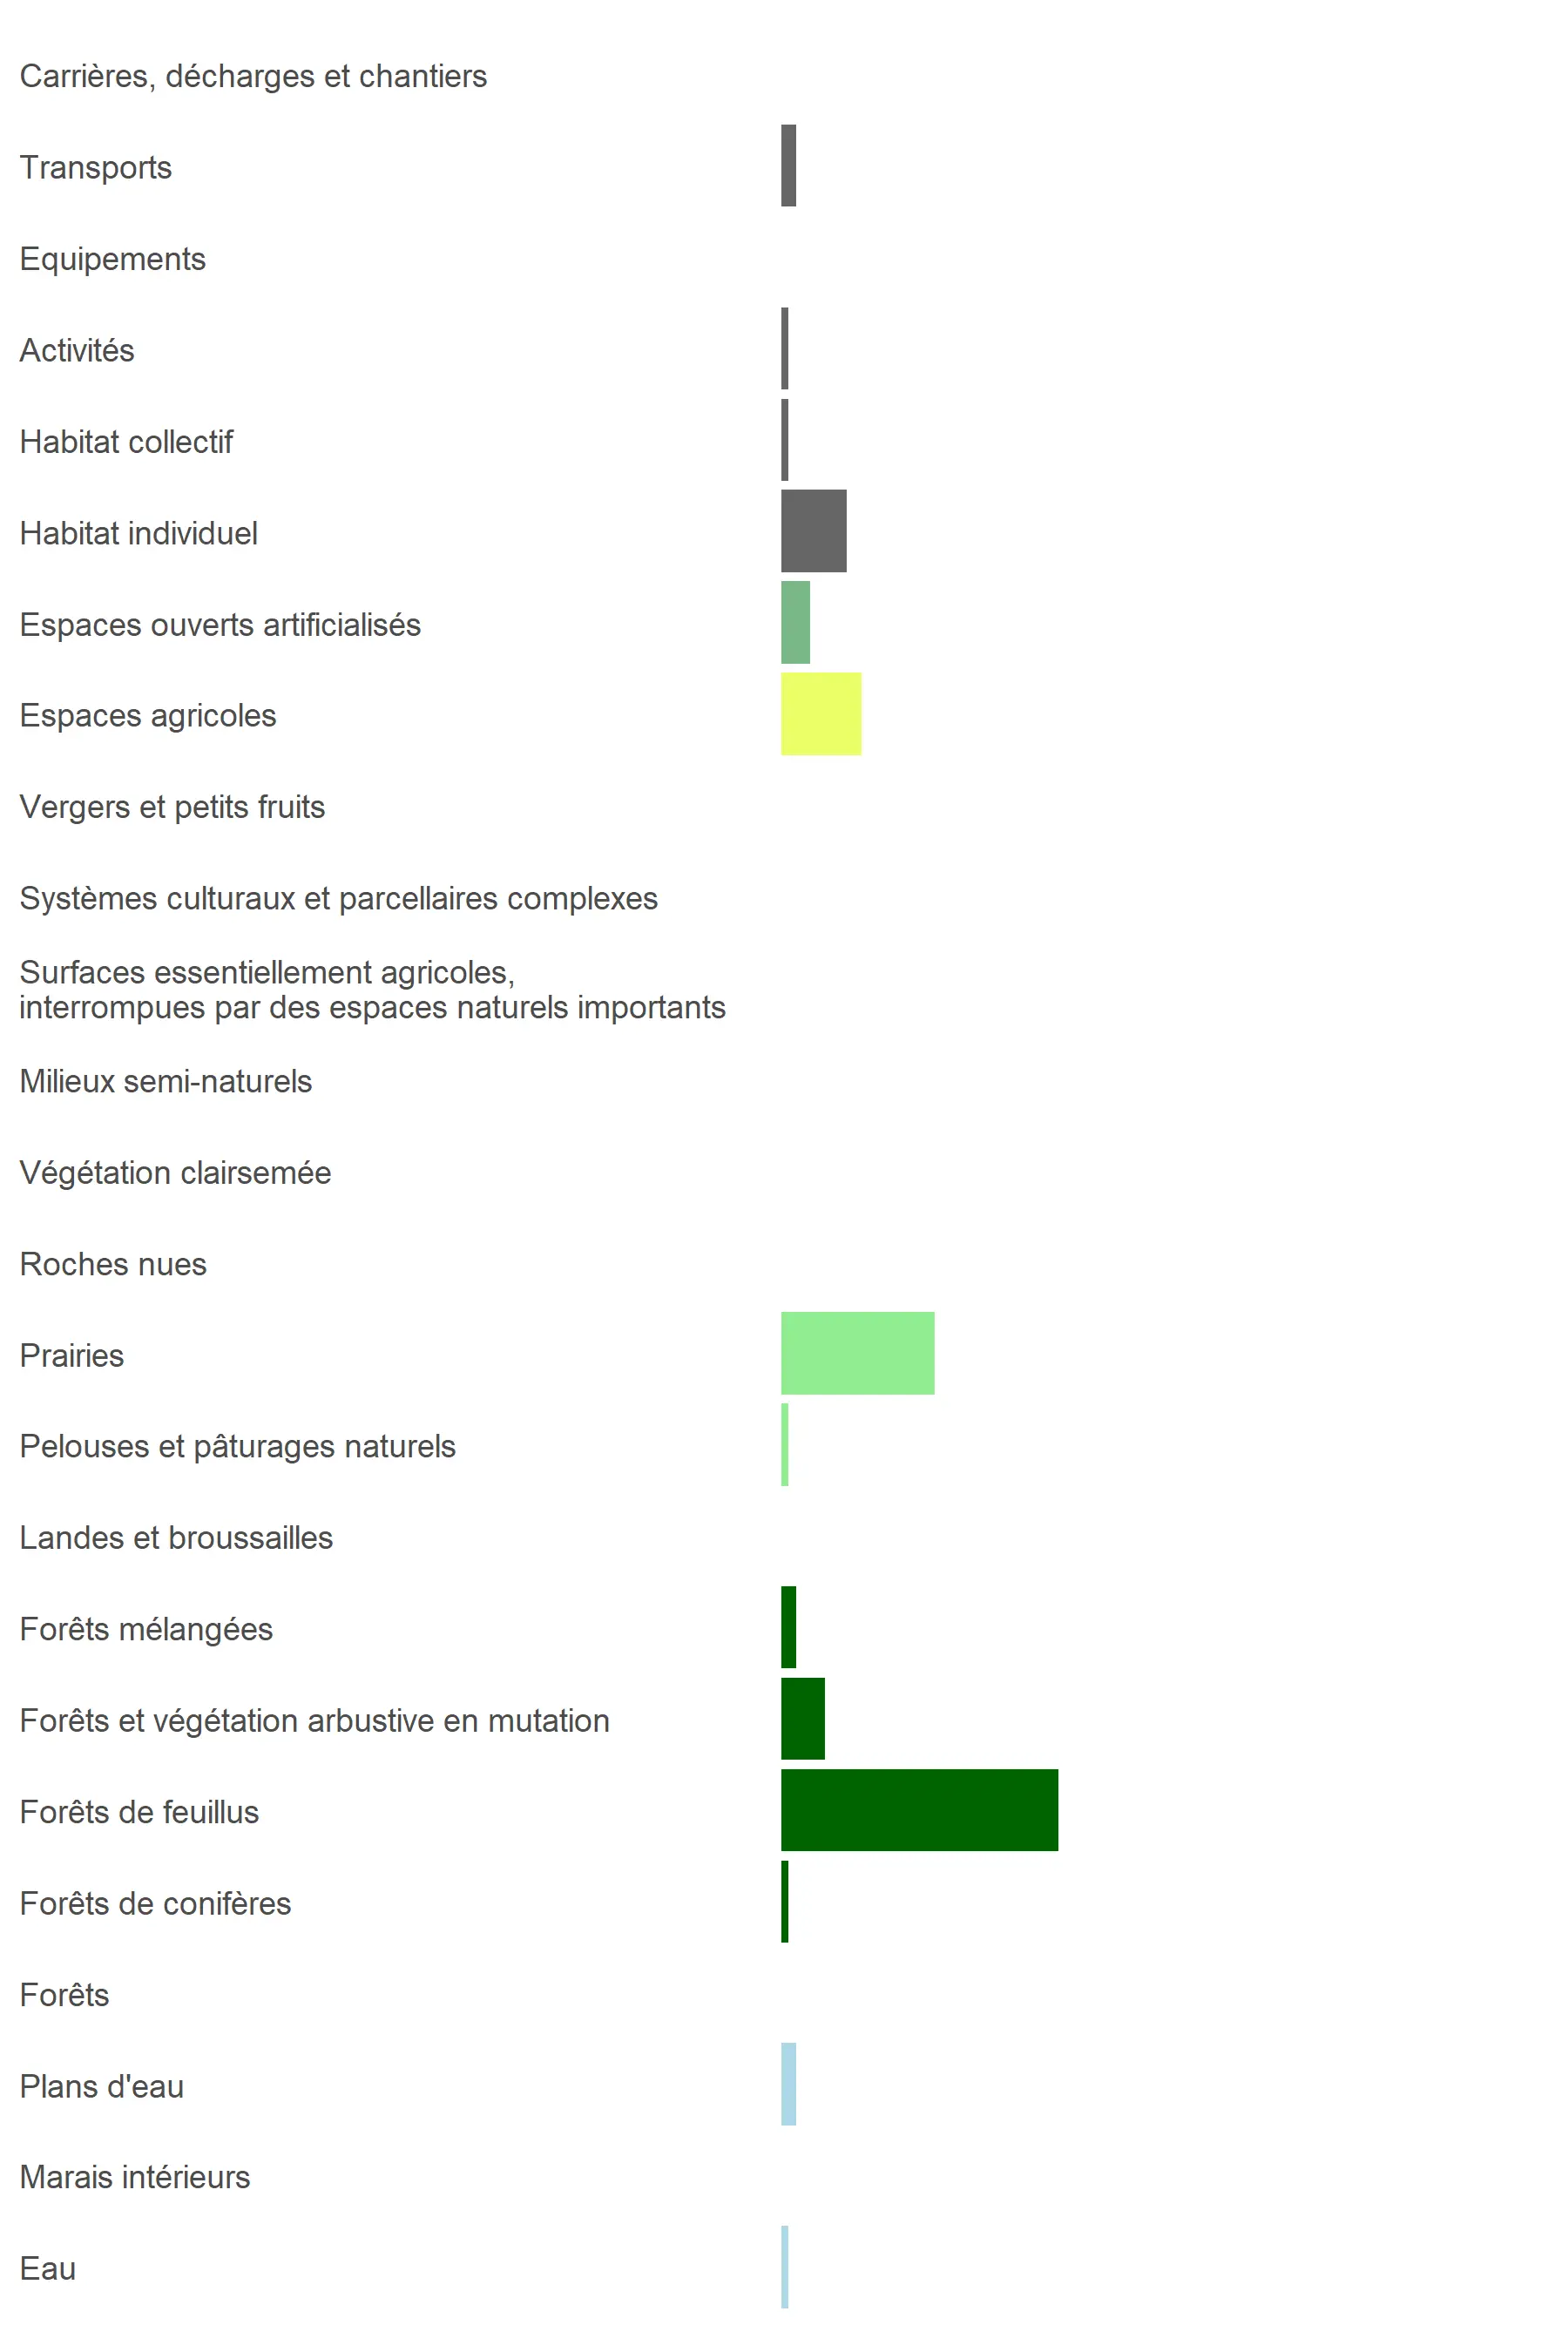 Carrières, décharges et chantiers
Transports
Equipements
Activités
Habitat collectif
Habitat individuel
Espaces ouverts artificialisés
Espaces agricoles
Vergers et petits fruits
Systèmes culturaux et parcellaires complexes
Surfaces essentiellement agricoles,
interrompues par des espaces naturels importants
Milieux semi-naturels
Végétation clairsemée
Roches nues
Prairies
Pelouses et pâturages naturels
Landes et broussailles
Forêts mélangées
Forêts et végétation arbustive en mutation
Forêts de feuillus
Forêts de conifères
Forêts
Plans d'eau
Marais intérieurs
Eau